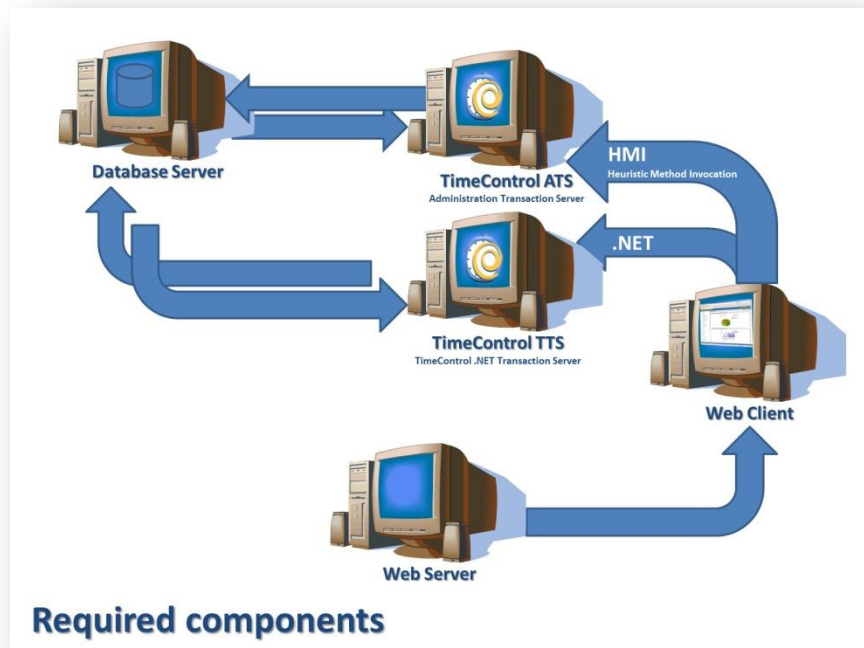 Database Server
TimeControl ATS
Administration Transaction Server
HMI
Heuristic Method Invocation
.NET
TimeControl TTS
TimeControl .NET Transaction Server
Web Client
Web Server
Required components